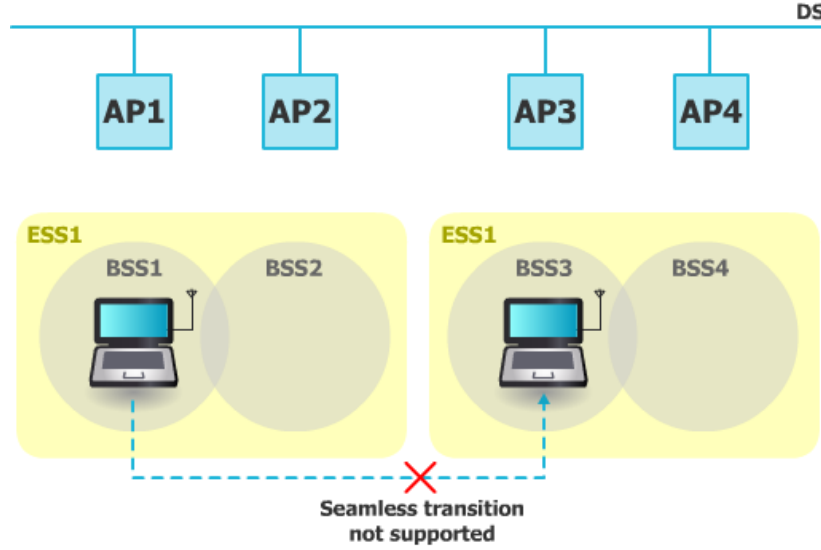 DS
AP1 AP2 AP3 AP4
ESS1 ESS1
BSS1 BSS2 BSS3 BSS4
Seamless transition
not supported